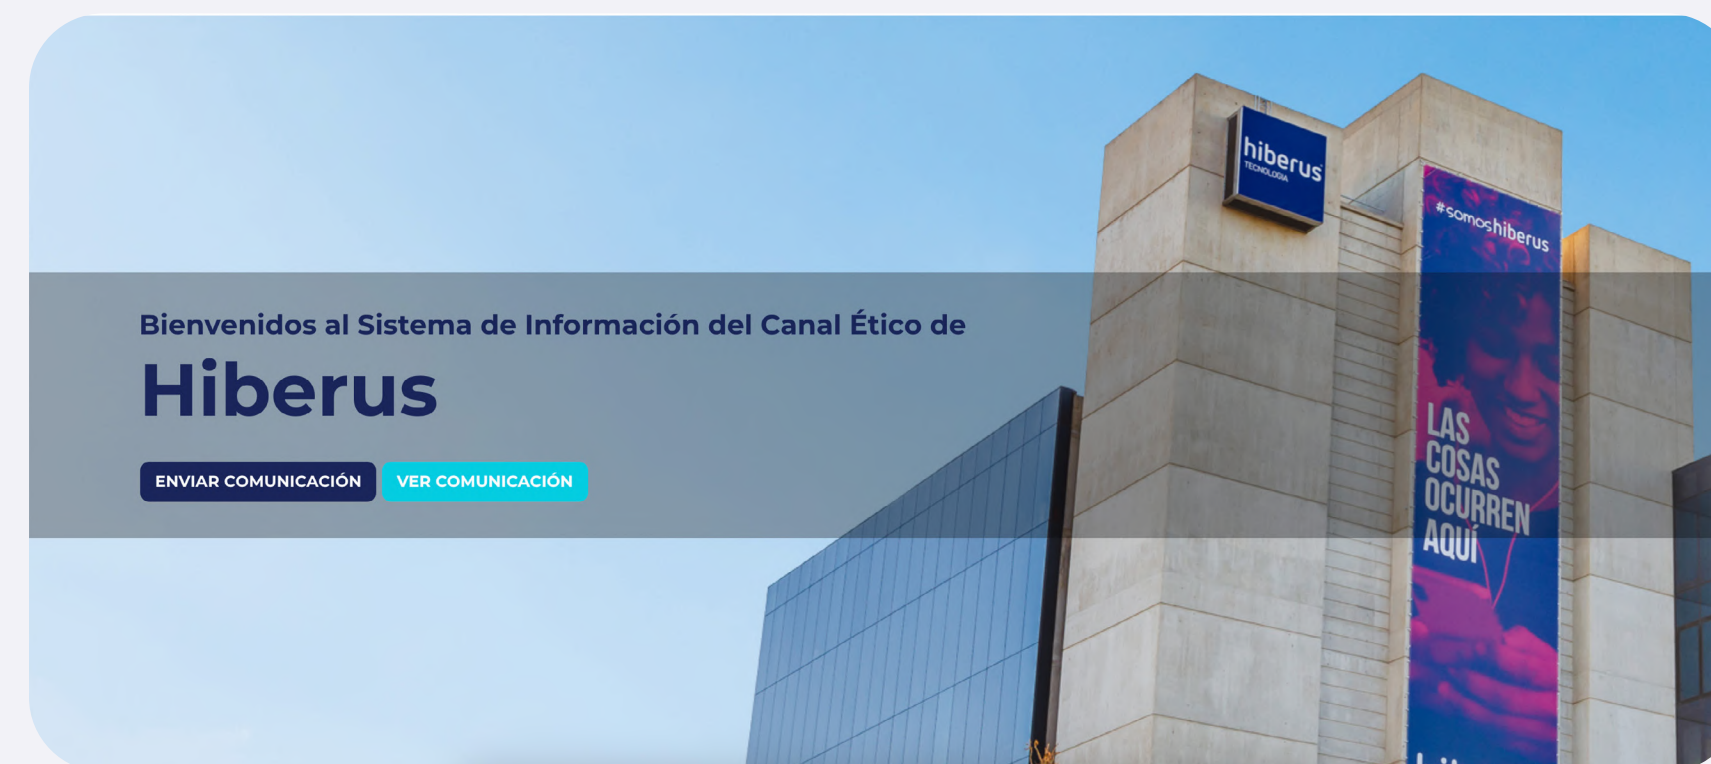 Bienvenidos al Sistema de Información del Canal Ético de
Hiberus
ENVIAR COMUNICACIÓN
VER COMUNICACIÓN
hiberus
TECNOLOGIA
#somoshiberus
LAS
COSAS
OCURREN
AQUÍ